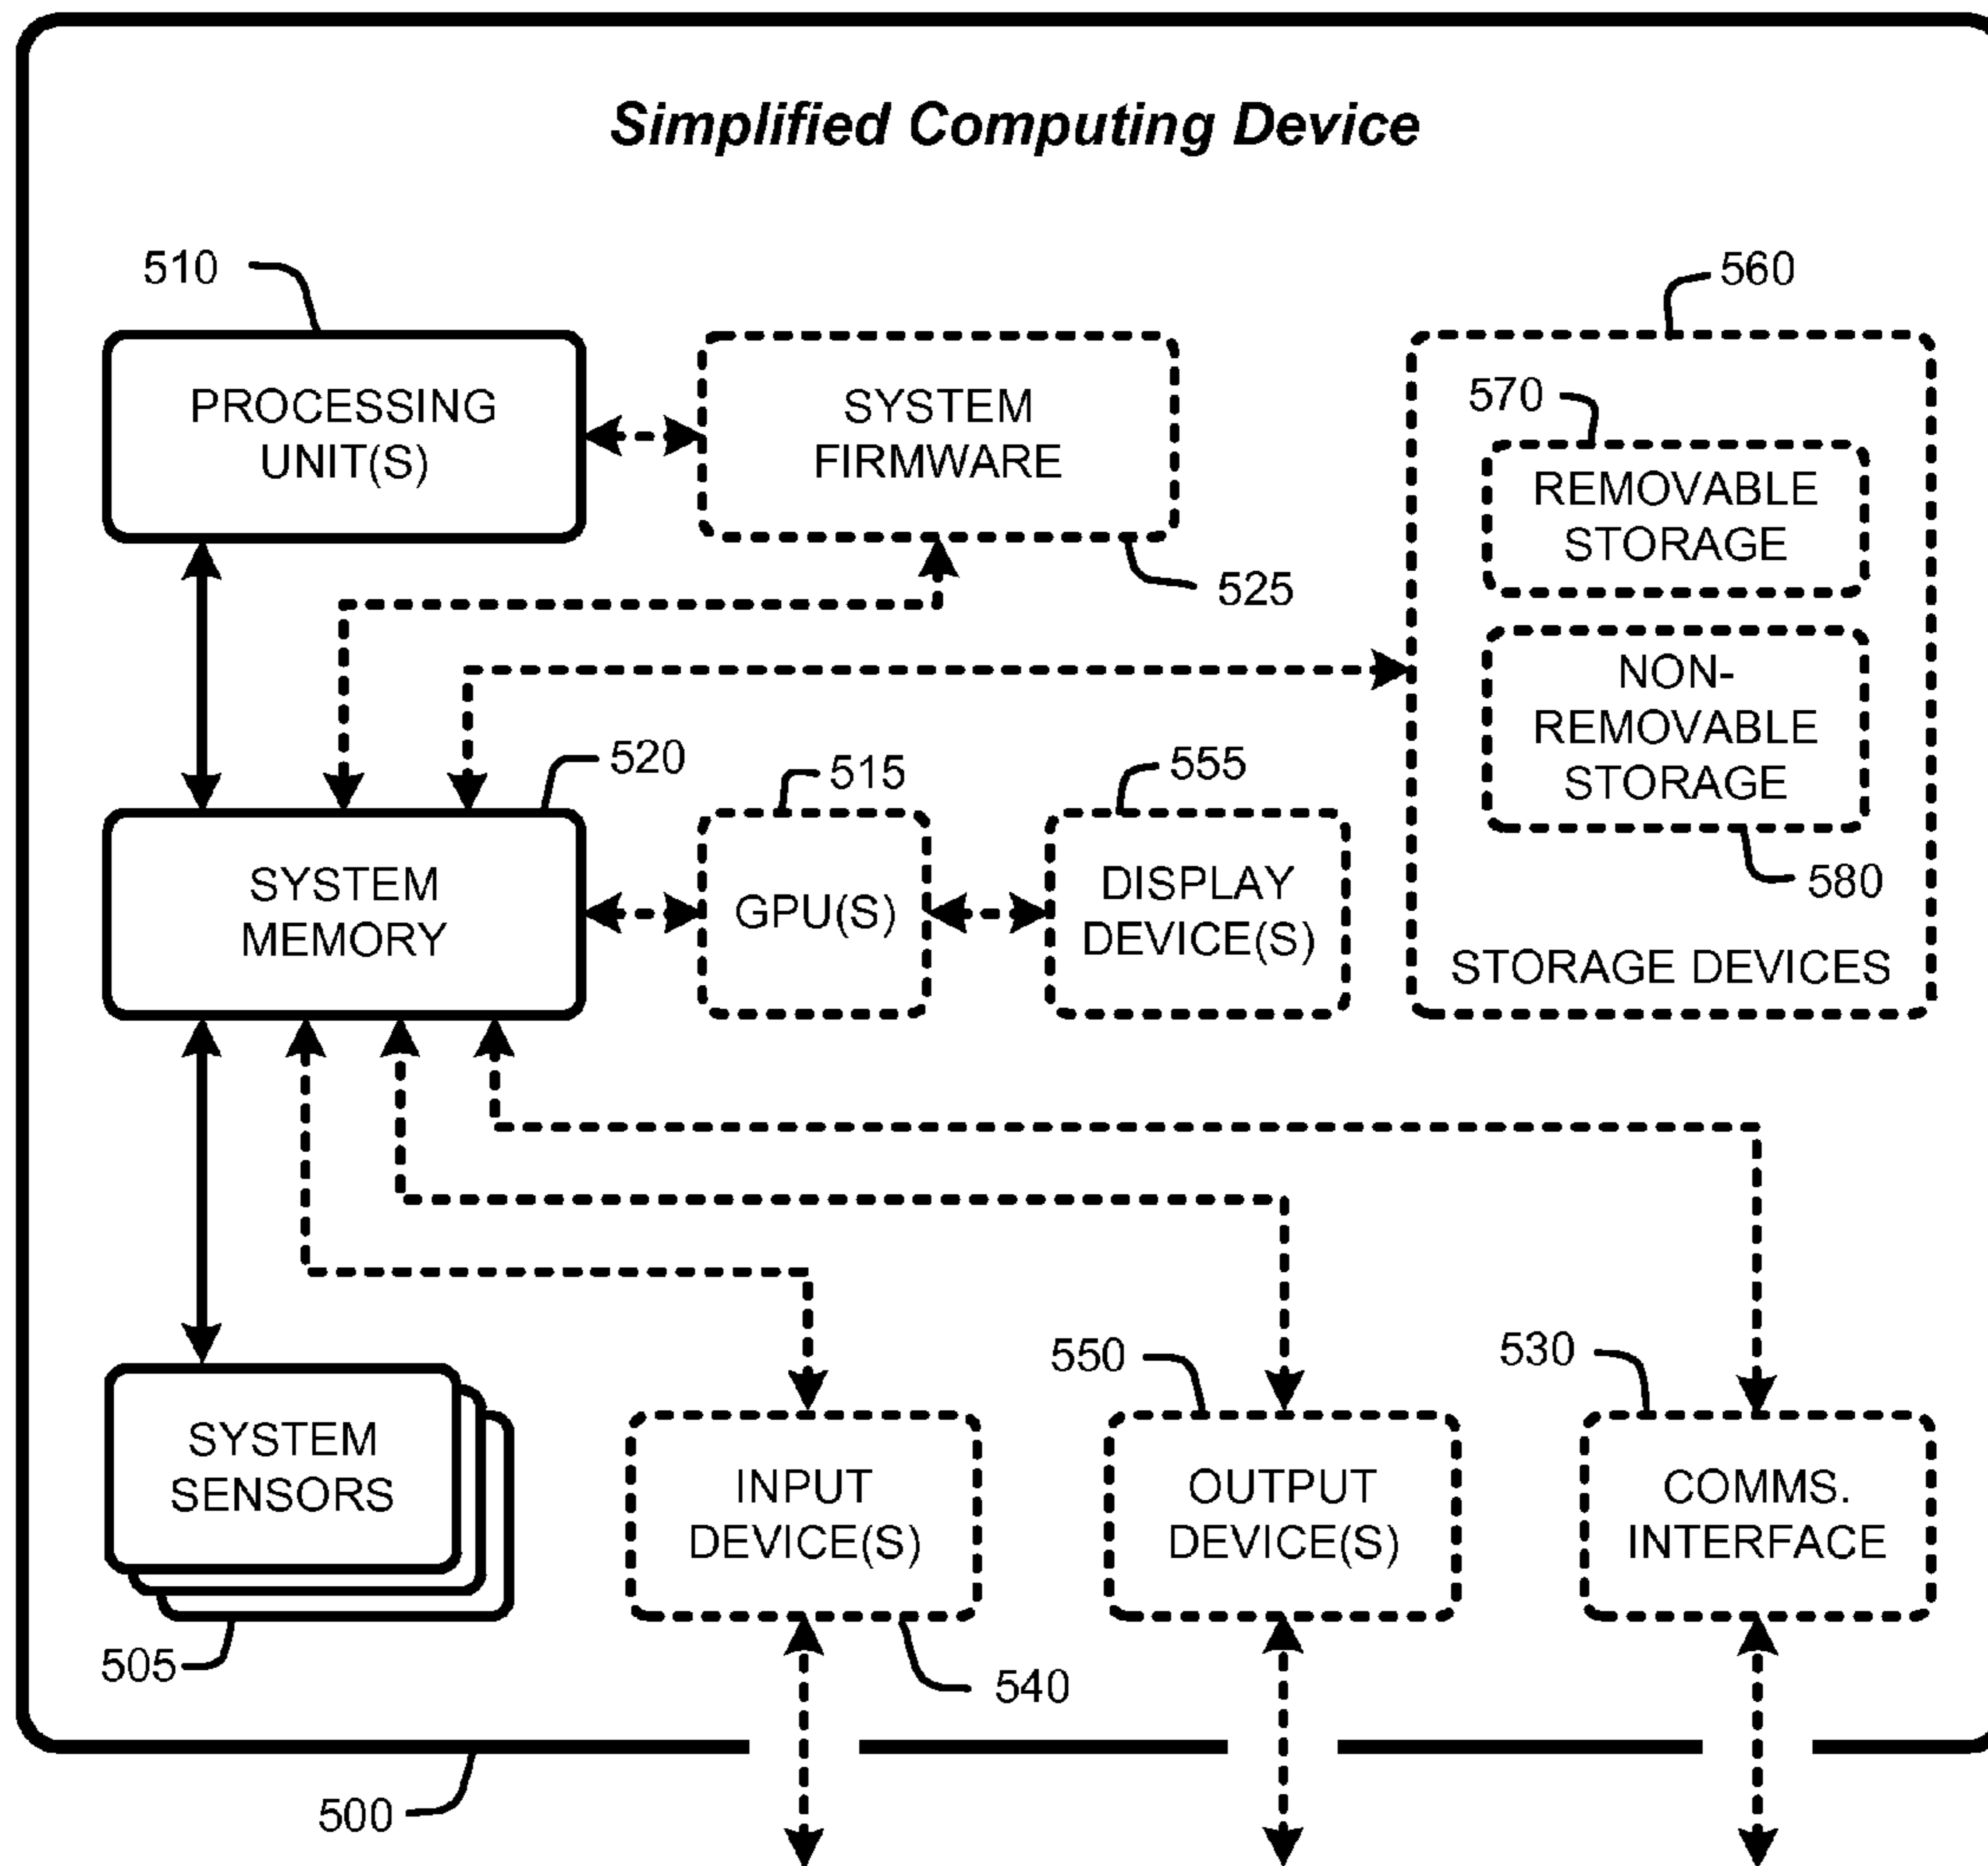 Simplified Computing Device
510
560
PROCESSING
UNIT(S)
SYSTEM
FIRMWARE
570
REMOVABLE
STORAGE
525
NON-
REMOVABLE
STORAGE
520
515
555
SYSTEM
MEMORY
GPU(S)
DISPLAY
DEVICE(S)
580
STORAGE DEVICES
550
530
SYSTEM
SENSORS
INPUT
DEVICE(S)
OUTPUT
DEVICE(S)
COMMS.
INTERFACE
505
540
500